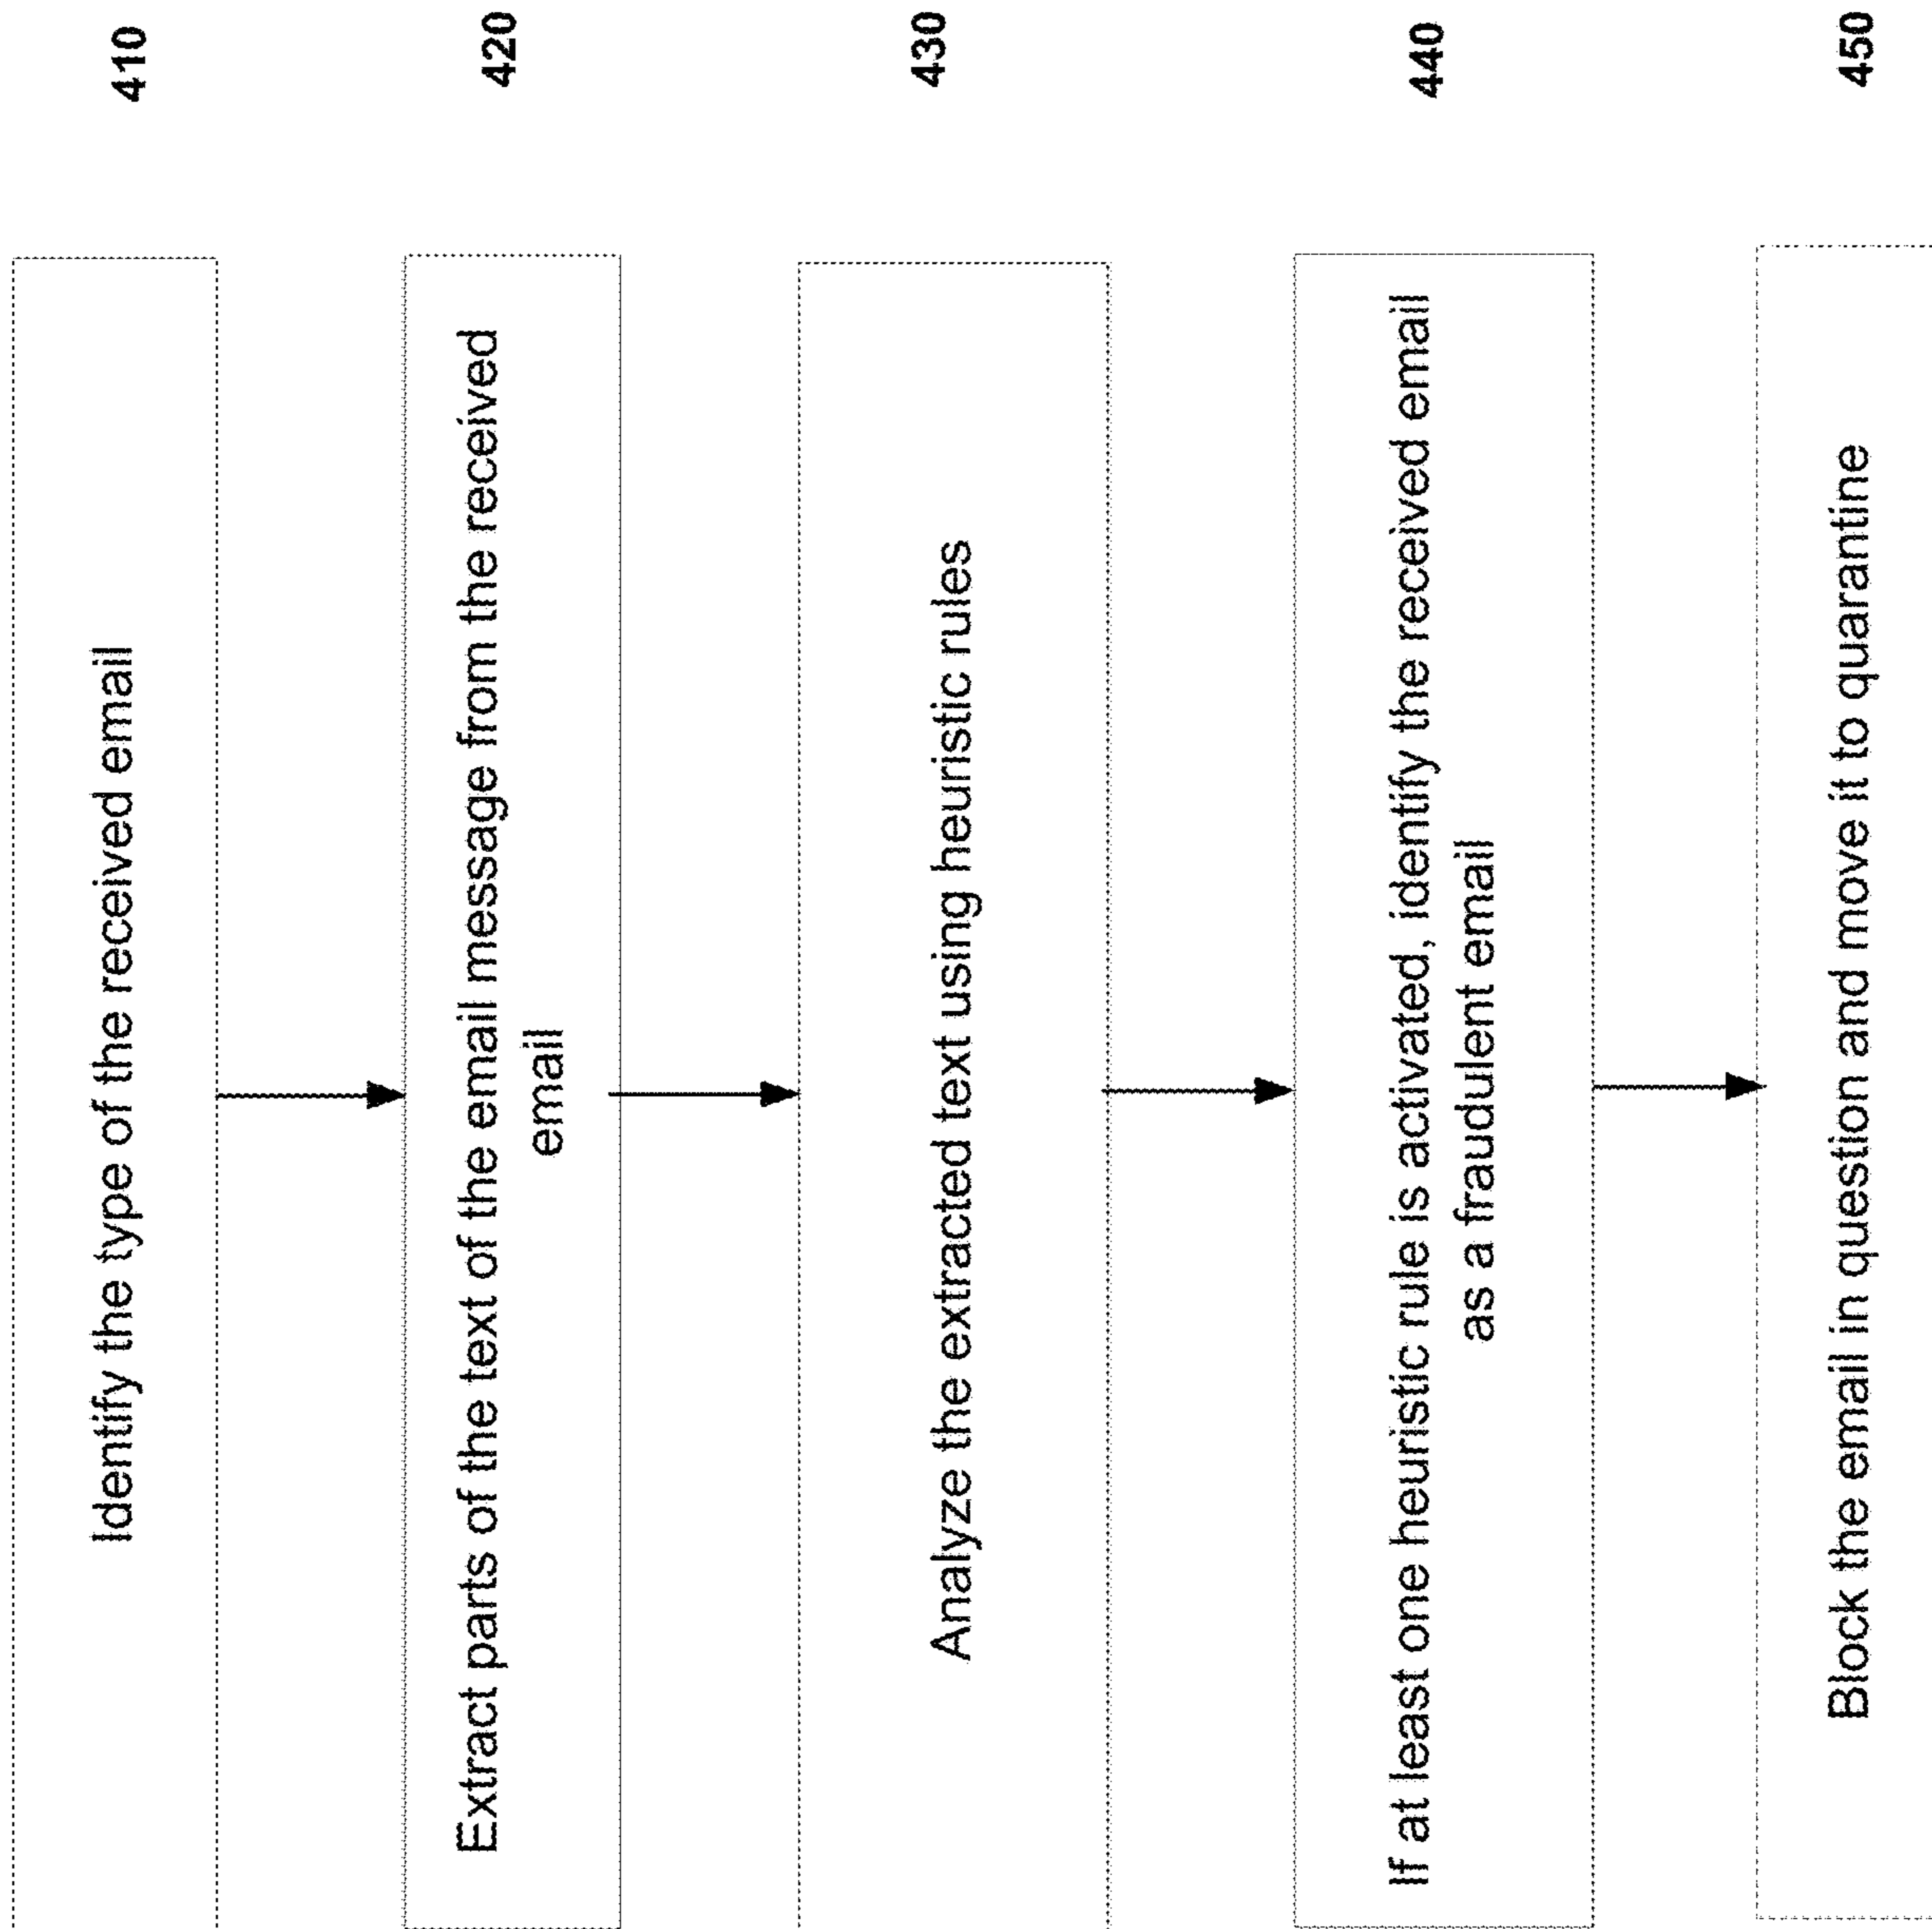 410
Identify the type of the received email
420
Extract parts of the text of the email message from the received
email
430
Analyze the extracted text using heuristic rules
440
If at least one heuristic rule is activated, identify the received email
as a fraudulent email
450
Block the email in question and move it to quarantine